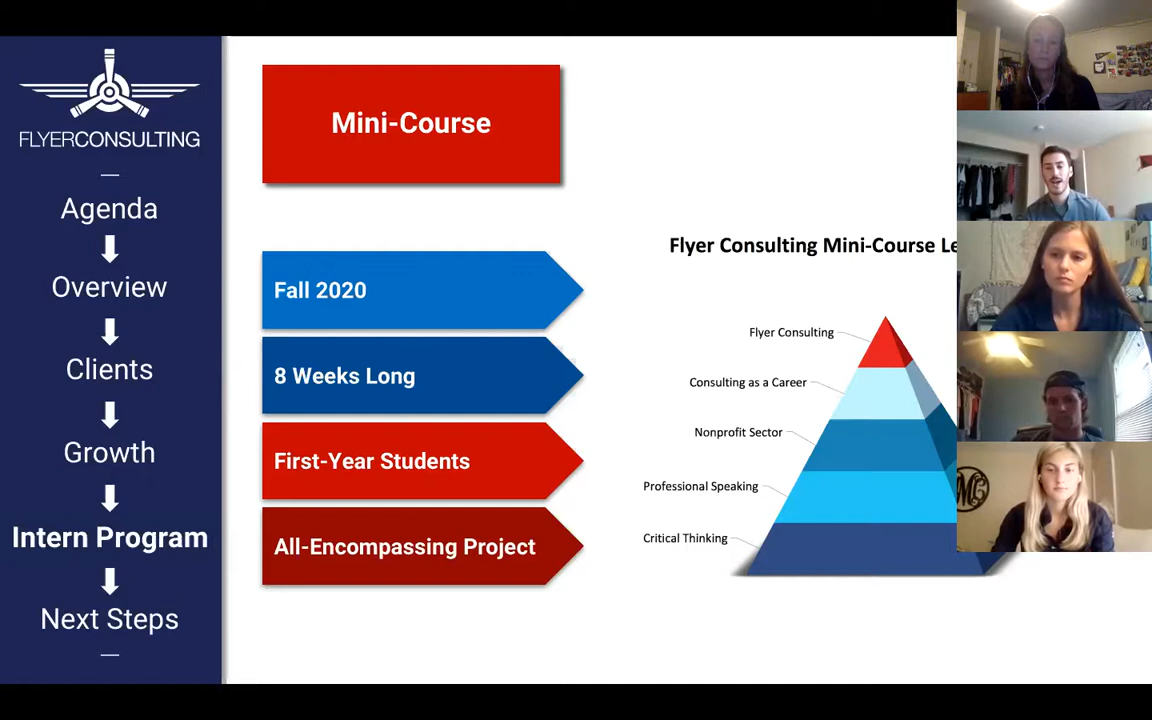 FLYERCONSULTING
Agenda
Overview
Clients
Growth
Intern Program
Next Steps
Mini-Course
Fall 2020
8 Weeks Long
First-Year Students
All-Encompassing Project
Flyer Consulting Mini-Course Le
Flyer Consulting
Consulting as a Career
Nonprofit Sector
Professional Speaking
Critical Thinking